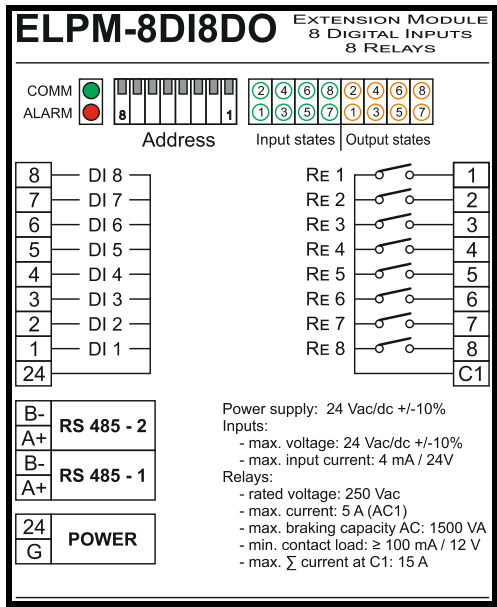 ELPM-8DI8DO
EXTENSION MODULE
8 DIGITAL INPUTS
8 RELAYS
COMM
ALARM
8 1
Address
2 4 6 8 2 4 6 8
1 3 5 7 1 3 5 7
Input states Output states
8 DI 8
7 DI 7
6 DI 6
5 DI 5
4 DI 4
3 DI 3
2 DI 2
1 DI 1
24
RE 1 1
RE 2 2
RE 3 3
RE 4 4
RE 5 5
RE 6 6
RE 7 7
RE 8 8
C1
B-
A+
RS 485 - 2
B-
A+
RS 485 - 1
24
G
POWER
Power supply: 24 Vac/dc +/-10%
Inputs:
- max. voltage: 24 Vac/dc +/-10%
- max. input current: 4 mA / 24V
Relays:
- rated voltage: 250 Vac
- max. current: 5 A (AC1)
- max. braking capacity AC: 1500 VA
- min. contact load: ≥ 100 mA / 12 V
- max. ∑ current at C1: 15 A